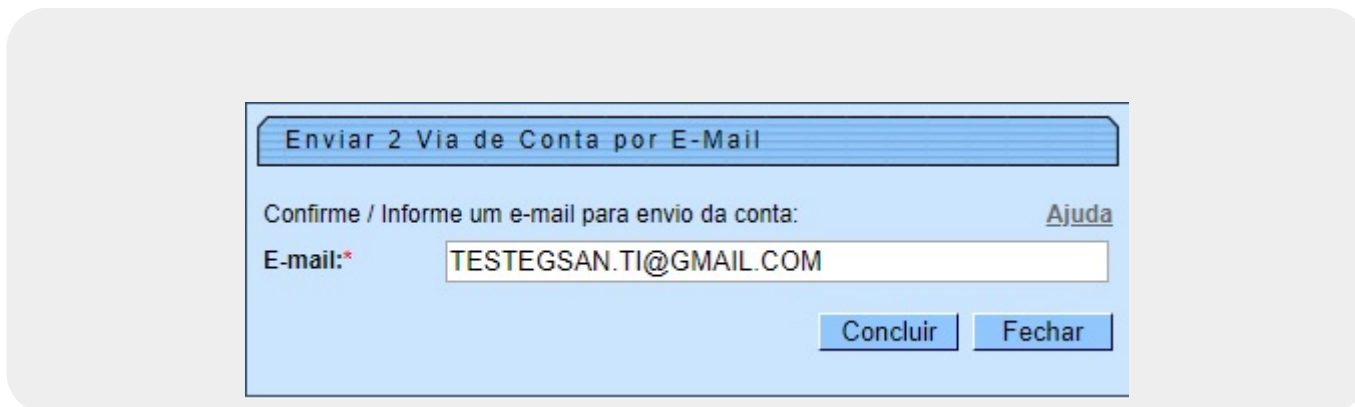 Enviar 2 Via de Conta por E-Mail
Confirme / Informe um e-mail para envio da conta: Ajuda
E-mail:* TESTEGSAN.TI@GMAIL.COM
Concluir Fechar